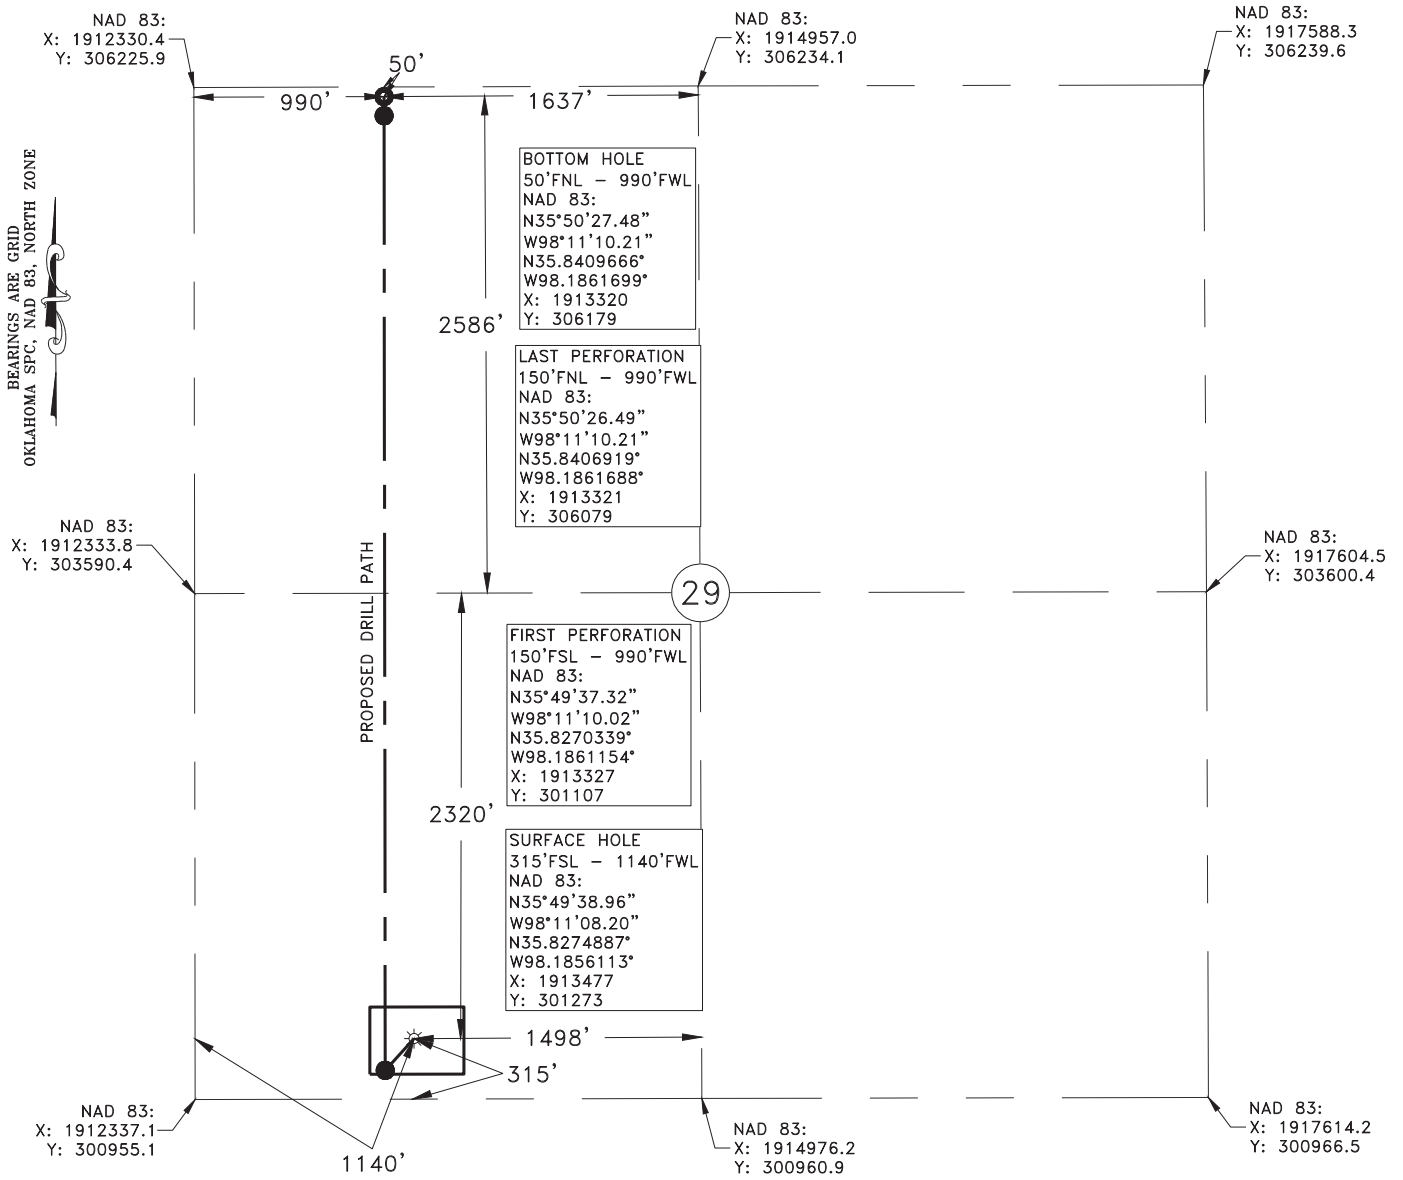 NAD 83:
X: 1912330.4
Y: 306225.9
NAD 83:
X: 1914957.0
Y: 306234.1
NAD 83:
X: 1917588.3
Y: 306239.6
50'
990'
1637'
BEARINGS ARE GRID
OKLAHOMA SPC, NAD 83, NORTH ZONE
BOTTOM HOLE
50'FNL – 990'FWL
NAD 83:
N35°50'27.48"
W98°11'10.21"
N35.8409666°
W98.1861699°
X: 1913320
Y: 306179
2586'
LAST PERFORATION
150'FNL – 990'FWL
NAD 83:
N35°50'26.49"
W98°11'10.21"
N35.8406919°
W98.1861688°
X: 1913321
Y: 306079
NAD 83:
X: 1912333.8
Y: 303590.4
PROPOSED DRILL PATH
29
NAD 83:
X: 1917604.5
Y: 303600.4
FIRST PERFORATION
150'FSL – 990'FWL
NAD 83:
N35°49'37.32"
W98°11'10.02"
N35.8270339°
W98.1861154°
X: 1913327
Y: 301107
2320'
SURFACE HOLE
315'FSL – 1140'FWL
NAD 83:
N35°49'38.96"
W98°11'08.20"
N35.8274887°
W98.1856113°
X: 1913477
Y: 301273
1498'
315'
1140'
NAD 83:
X: 1912337.1
Y: 300955.1
NAD 83:
X: 1914976.2
Y: 300960.9
NAD 83:
X: 1917614.2
Y: 300966.5